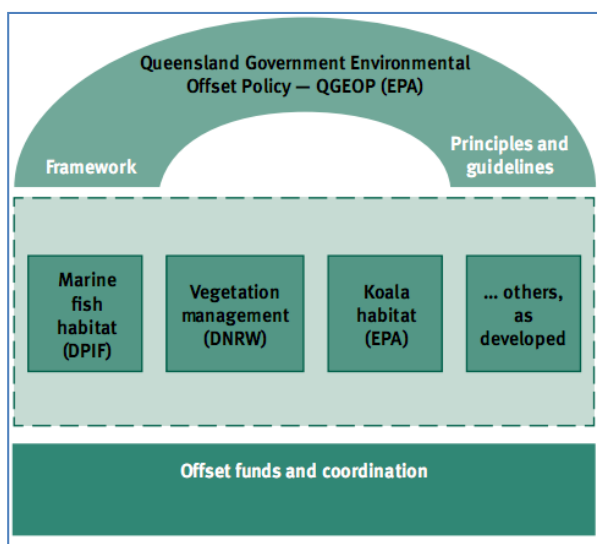 Queensland Government Environmental
Offset Policy — QGEOP (EPA)
Framework
Principles and
guidelines
Marine
fish
habitat
(DPIF)
Vegetation
management
(DNRW)
Koala
habitat
(EPA)
... others,
as
developed
Offset funds and coordination